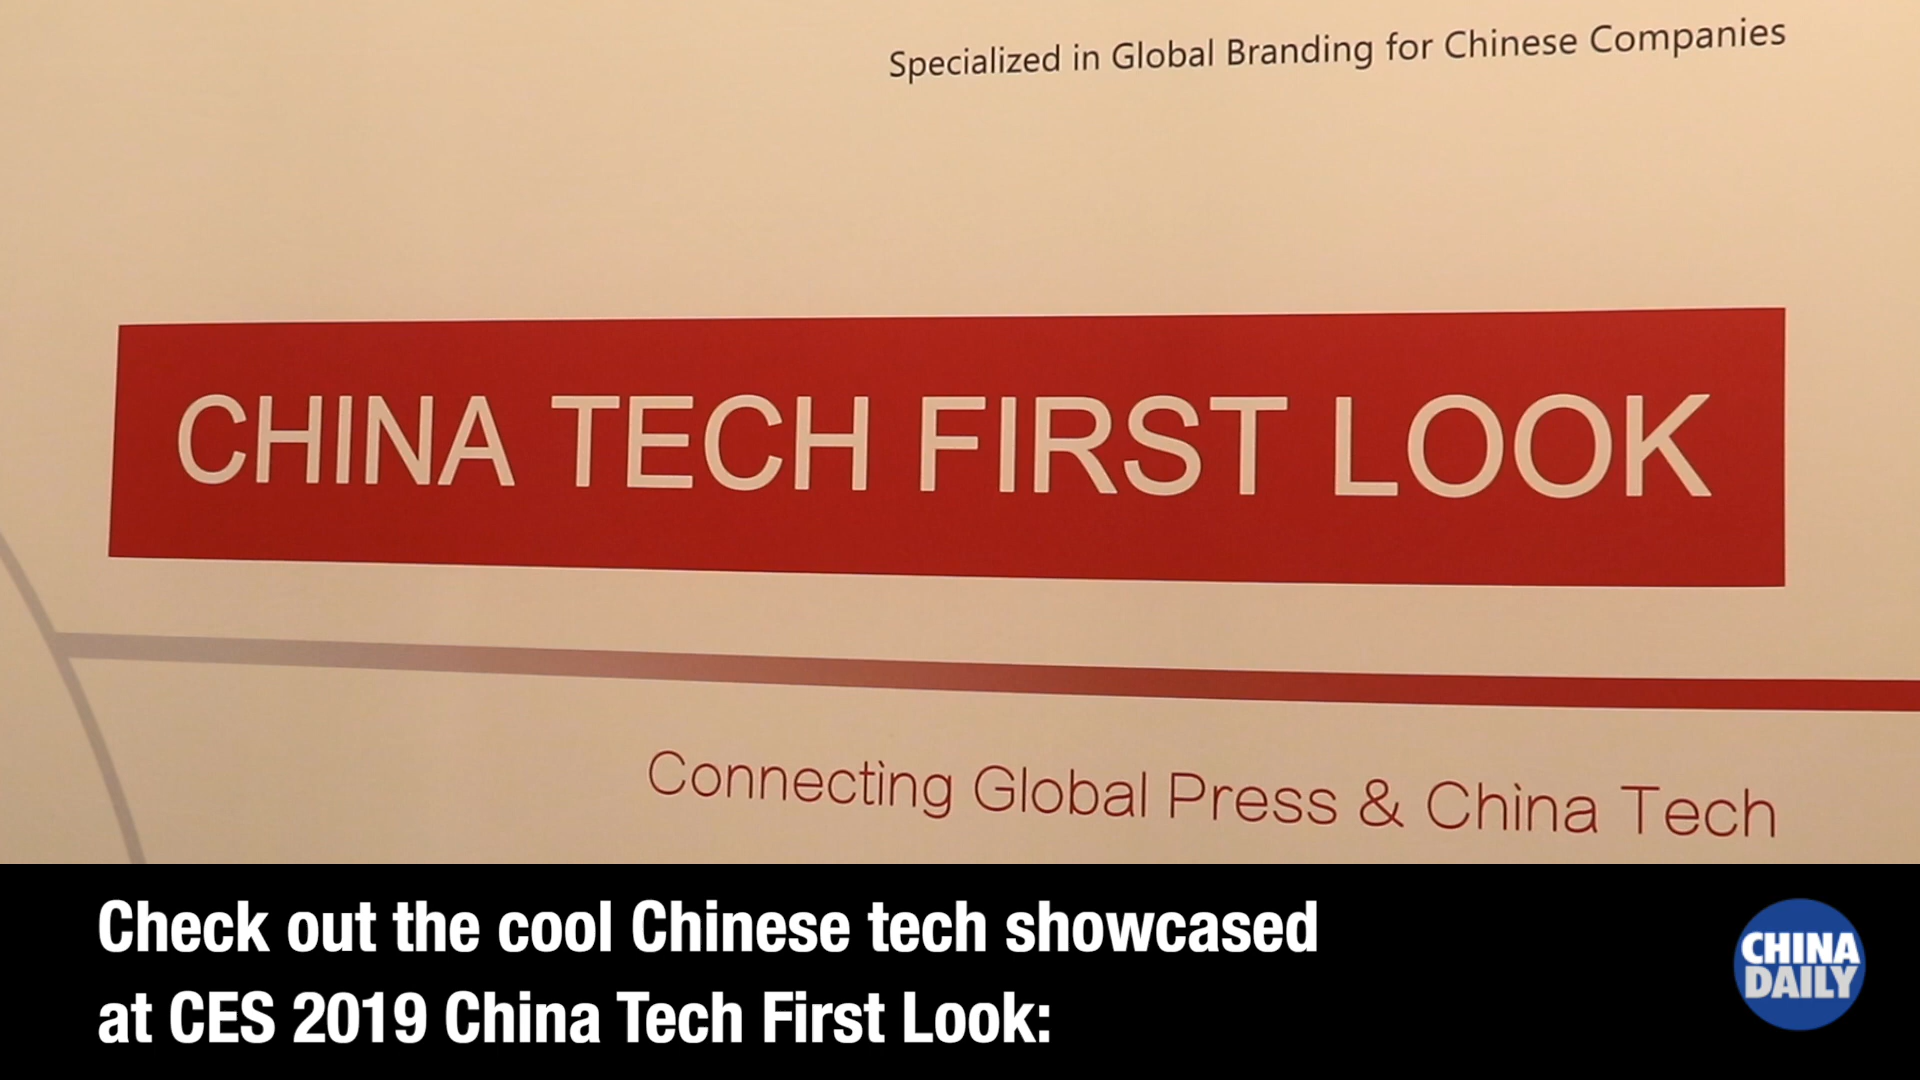 Specialized in Global Branding for Chinese Companies
CHINA TECH FIRST LOOK
Connecting Global Press & China Tech
Check out the cool Chinese tech showcased
at CES 2019 China Tech First Look:
CHINA
DAILY